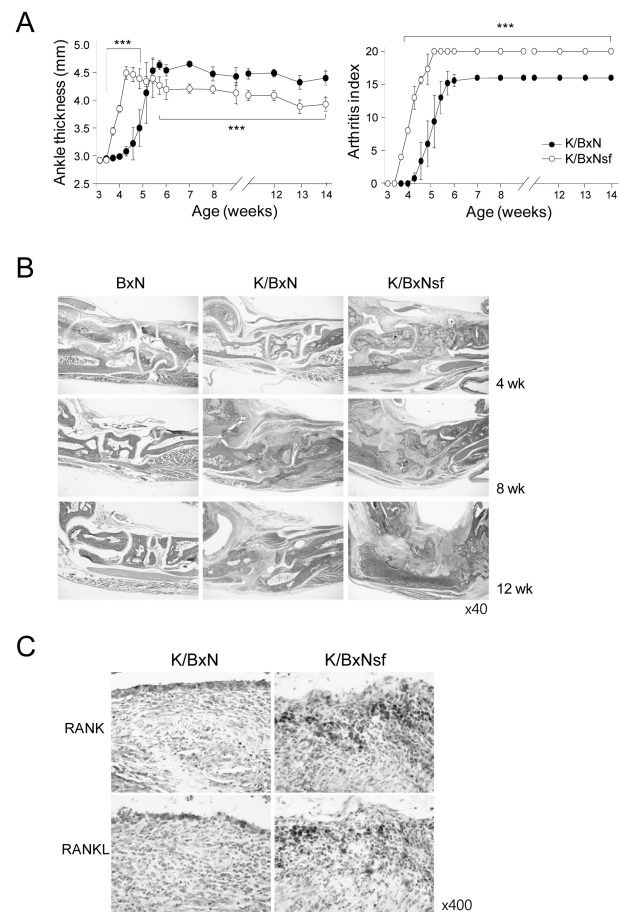 A
Ankle thickness (mm)
5.0
4.5
4.0
3.5
3.0
2.5
***
***
3 4 5 6 7 8 12 13 14
Age (weeks)
Arthritis index
20
15
10
5
0
***
K/BxN
K/BxNsf
3 4 5 6 7 8 12 13 14
Age (weeks)
B
BxN K/BxN K/BxNsf
4 wk
8 wk
12 wk
x40
C
K/BxN K/BxNsf
RANK
RANKL
x400